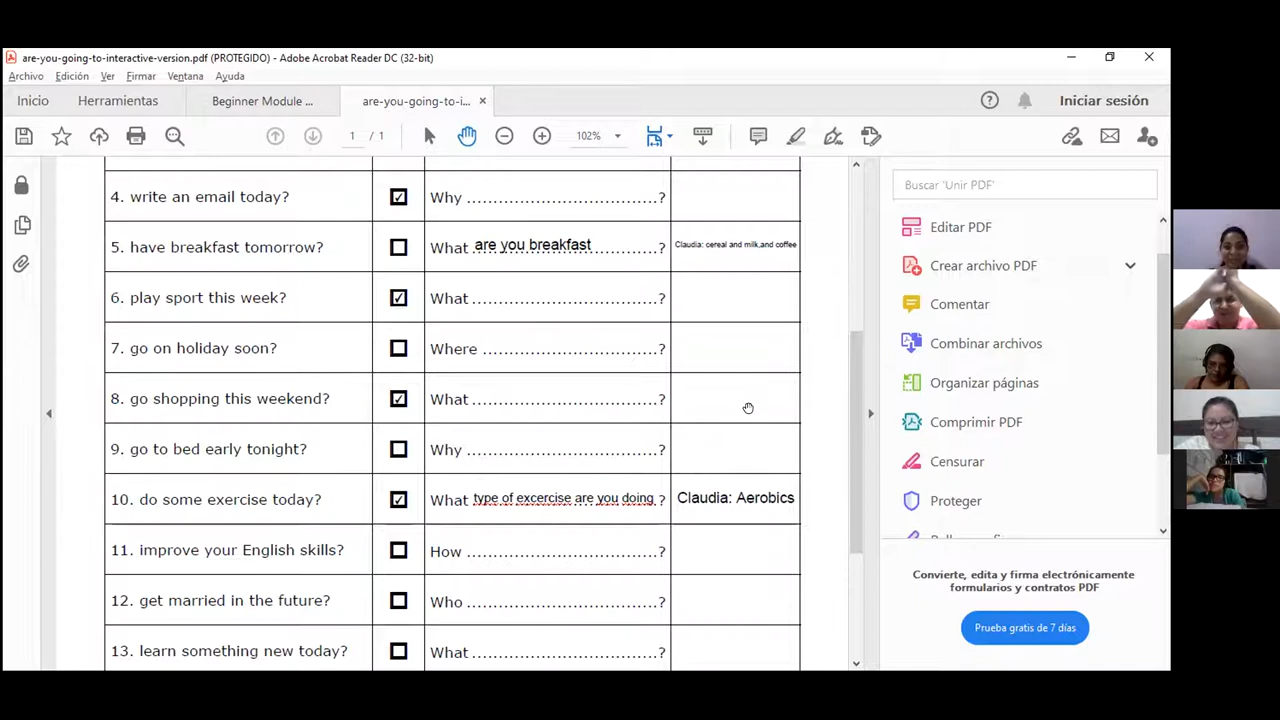 are-you-going-to-interactive-version.pdf (PROTEGIDO) - Adobe Acrobat Reader DC (32-bit)
Archivo Edición Ver Petición Firmar Ventana Ayuda
Inicio Herramientas Beginner Module ... are-you-going-to-i... Iniciar sesión
1 / 1 102%
4. write an email today? Why ....................................?
5. have breakfast tomorrow? What are you breakfast ....................................? Claudia: cereal and milk,and coffee
6. play sport this week? What ....................................?
7. go on holiday soon? Where ....................................?
8. go shopping this weekend? What ....................................?
9. go to bed early tonight? Why ....................................?
10. do some exercise today? What type of excercise are you doing ? Claudia: Aerobics
11. improve your English skills? How ....................................?
12. get married in the future? Who ....................................?
13. learn something new today? What ....................................?
Buscar 'Unir PDF'
Editar PDF
Crear archivo PDF
Comentar
Combinar archivos
Organizar páginas
Comprimir PDF
Censurar
Proteger
Convierte, edita y firma electrónicamente
formularios y contratos PDF
Prueba gratis de 7 días